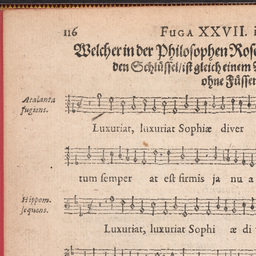 116 FUGA XXVII. i
Welcher in der Philosophen Rose
den Schlüssel/ist gleich einem
ohne Füsse
Atalanta
fugiens.
Luxuriat, luxuriat Sophiæ diver
tum semper at est firmis ja nu a
Hippom.
sequens.
Luxuriat, luxuriat Sophi æ di